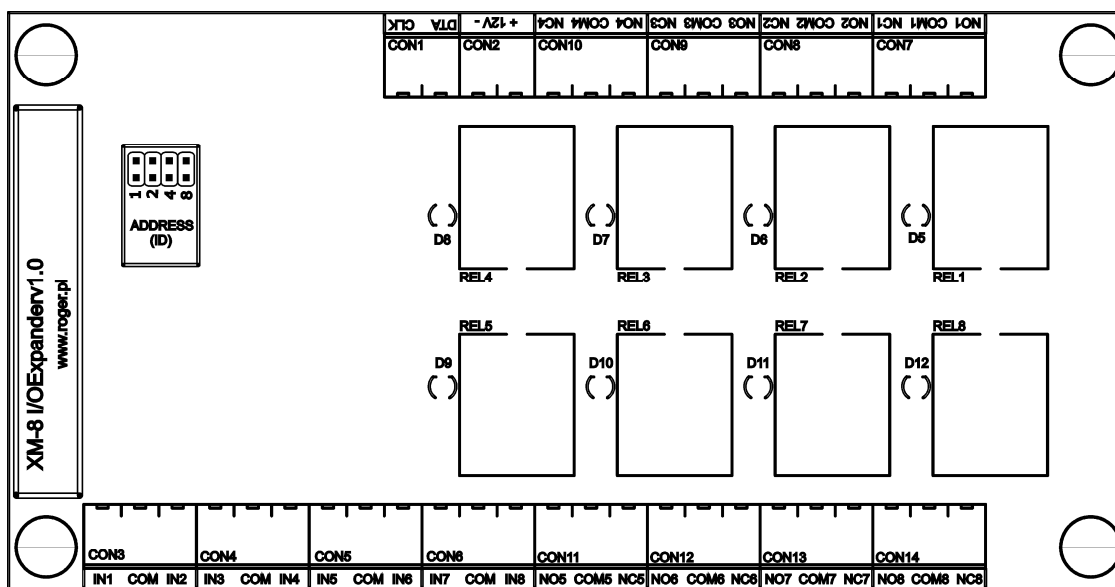 CLK DTA - 12V + NC4 COM4 NO4 NC3 COM3 NO3 NC2 COM2 NO2 NC1 COM1 NO1
CON1 CON2 CON10 CON9 CON8 CON7
1 2 4 8
ADDRESS
(ID)
D8 D7 D6 D5
REL4 REL3 REL2 REL1
XM-8 I/OExpanderv1.0
www.roger.pl
REL5 REL6 REL7 REL8
D9 D10 D11 D12
CON3 CON4 CON5 CON6 CON11 CON12 CON13 CON14
IN1 COM IN2 IN3 COM IN4 IN5 COM IN6 IN7 COM IN8 NO5 COM5 NC5 NO6 COM6 NC6 NO7 COM7 NC7 NO8 COM8 NC8